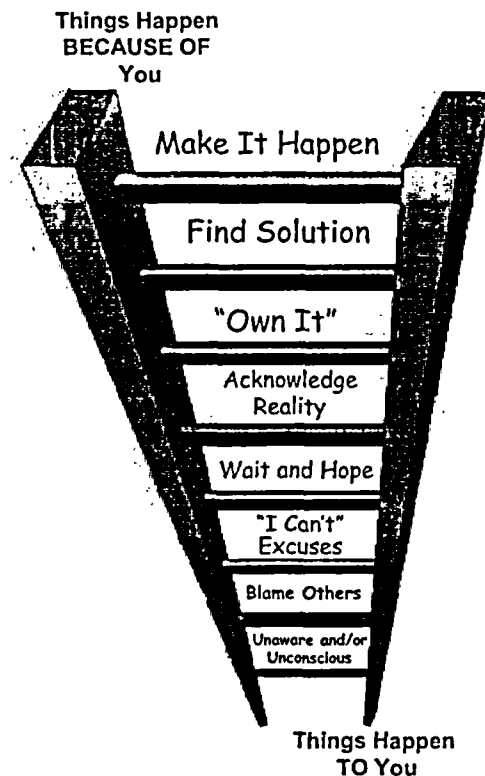 Things Happen
BECAUSE OF
You
Make It Happen
Find Solution
"Own It"
Acknowledge
Reality
Wait and Hope
"I Can't"
Excuses
Blame Others
Unaware and/or
Unconscious
Things Happen
TO You